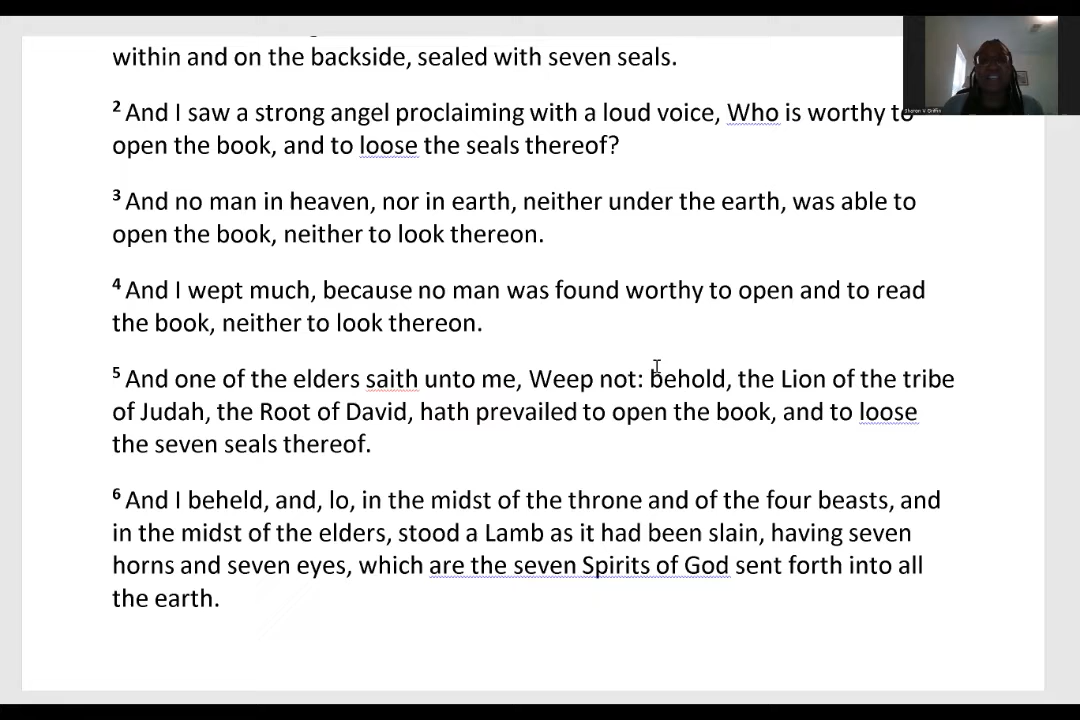 within and on the backside, sealed with seven seals.
2 And I saw a strong angel proclaiming with a loud voice, Who is worthy to
open the book, and to loose the seals thereof?
3 And no man in heaven, nor in earth, neither under the earth, was able to
open the book, neither to look thereon.
4 And I wept much, because no man was found worthy to open and to read
the book, neither to look thereon.
5 And one of the elders saith unto me, Weep not: behold, the Lion of the tribe
of Judah, the Root of David, hath prevailed to open the book, and to loose
the seven seals thereof.
6 And I beheld, and, lo, in the midst of the throne and of the four beasts, and
in the midst of the elders, stood a Lamb as it had been slain, having seven
horns and seven eyes, which are the seven Spirits of God sent forth into all
the earth.
Sharon V Griffin